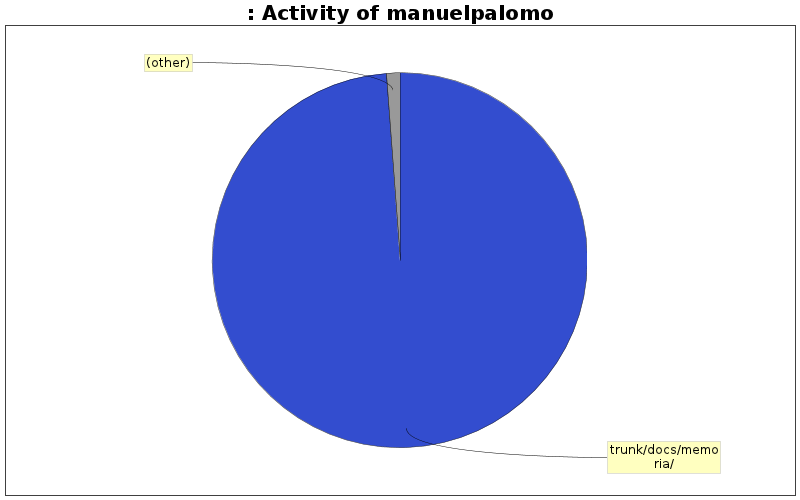 : Activity of manuelpalomo
(other)
trunk/docs/memo
ria/